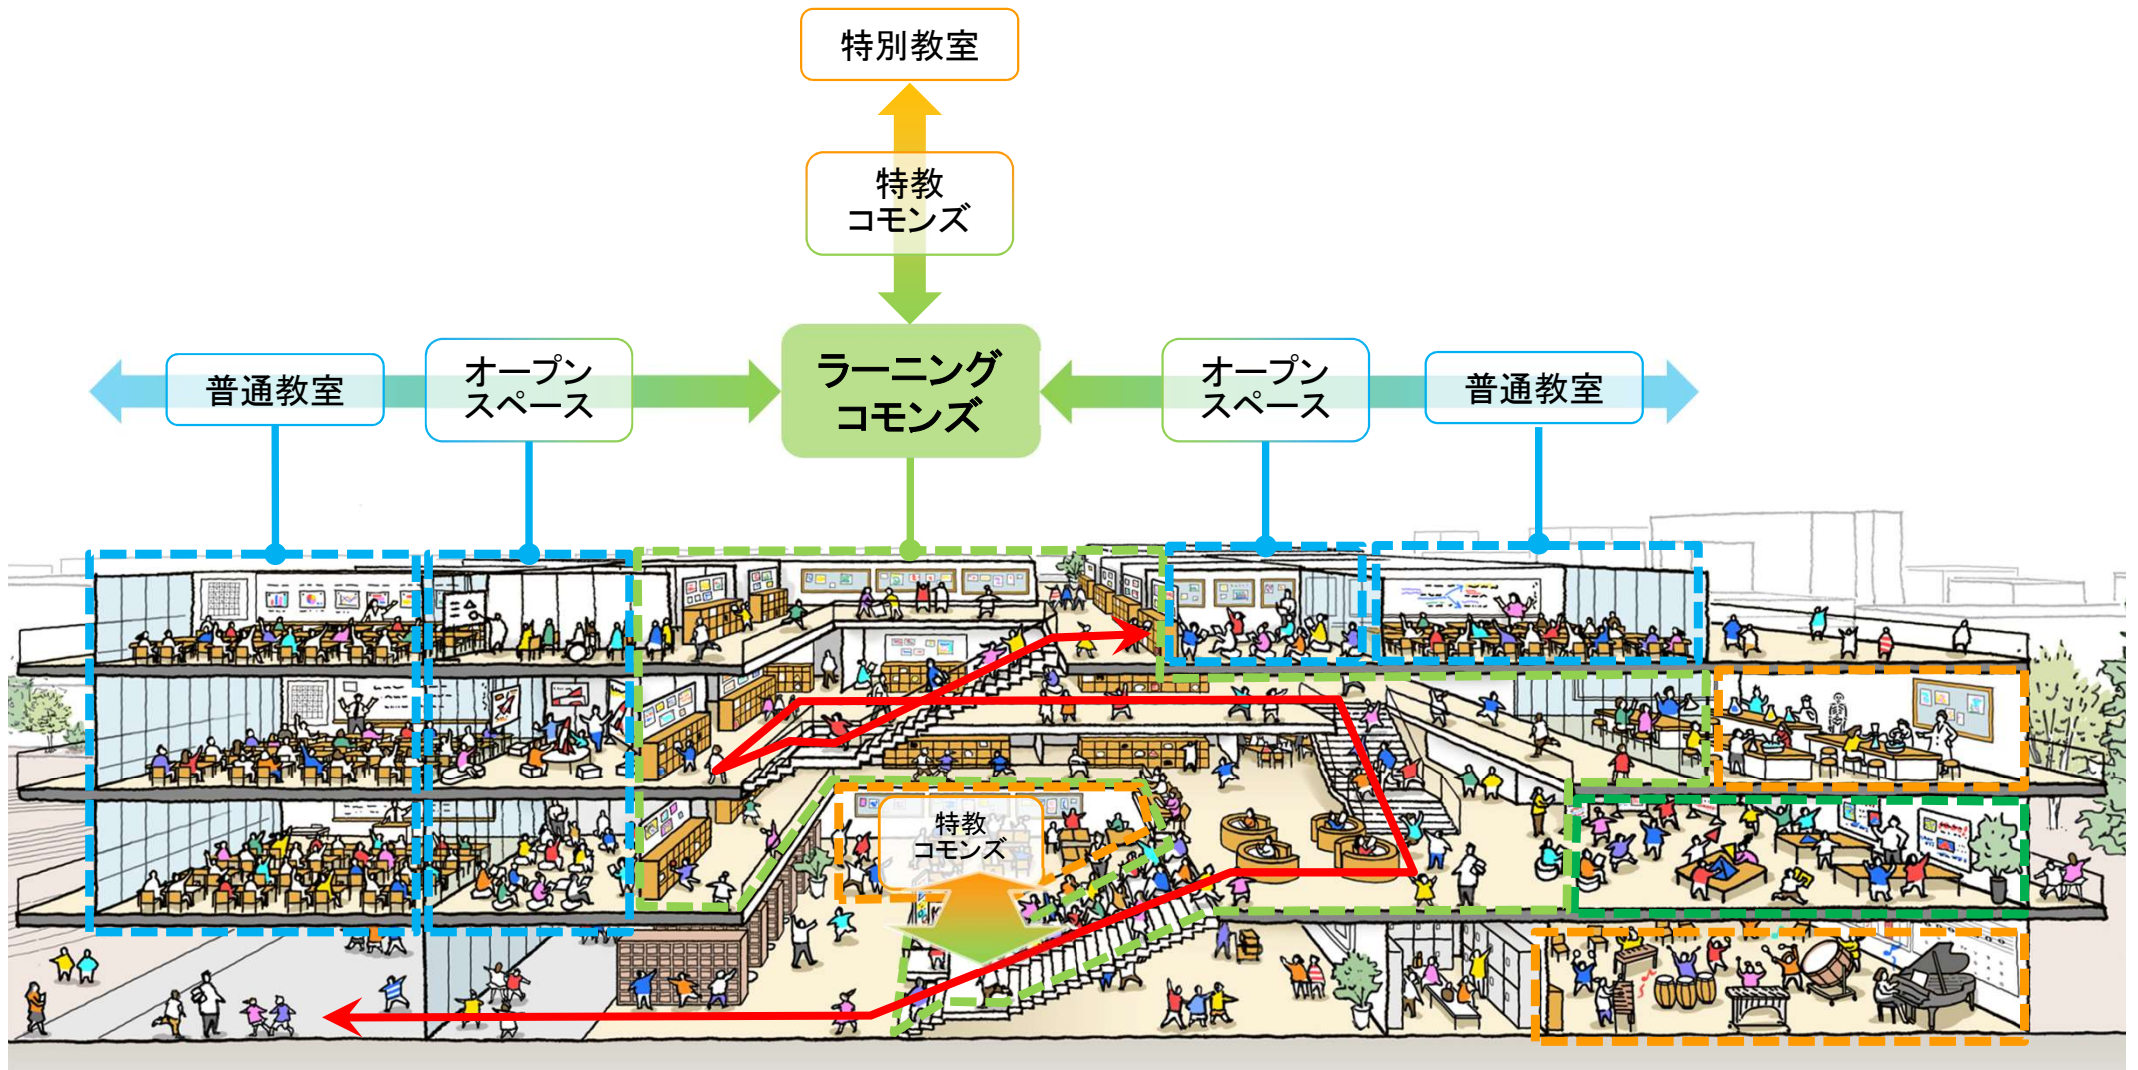 特別教室
特教
コモンズ
普通教室
オープン
スペース
ラーニング
コモンズ
オープン
スペース
普通教室
特教
コモンズ